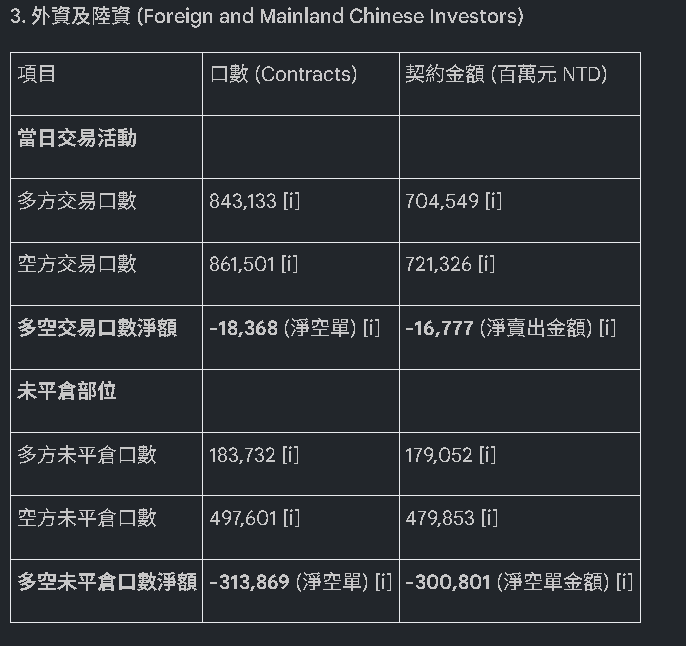 3. 外資及陸資 (Foreign and Mainland Chinese Investors)
項目 口數 (Contracts) 契約金額 (百萬元 NTD)
當日交易活動
多方交易口數 843,133 [i] 704,549 [i]
空方交易口數 861,501 [i] 721,326 [i]
多空交易口數淨額 -18,368 (淨空單) [i] -16,777 (淨賣出金額) [i]
未平倉部位
多方未平倉口數 183,732 [i] 179,052 [i]
空方未平倉口數 497,601 [i] 479,853 [i]
多空未平倉口數淨額 -313,869 (淨空單) [i] -300,801 (淨空單金額) [i]